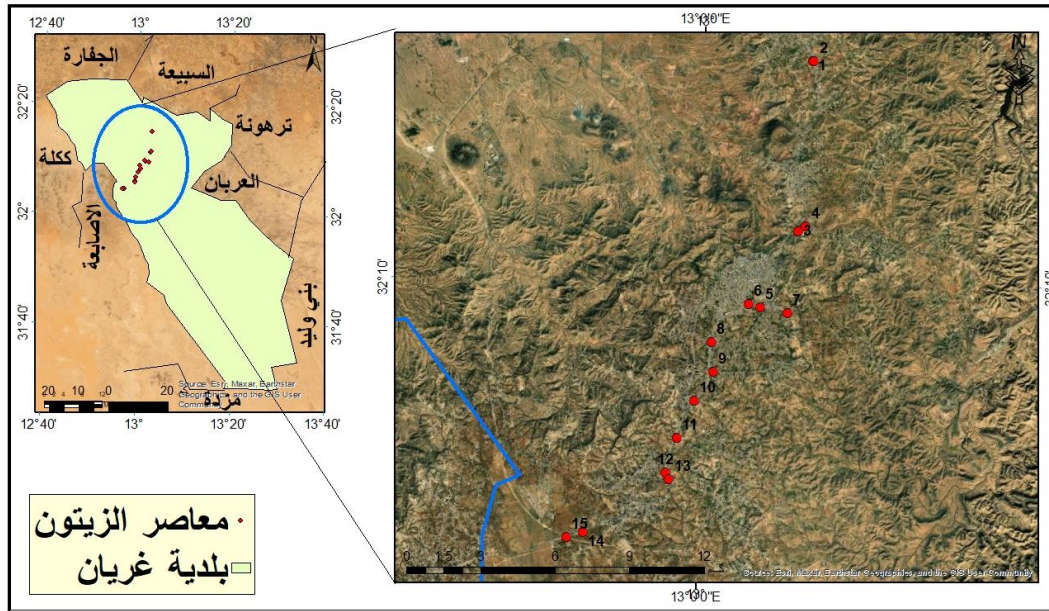 12°40' 13° 13°20'
N
الجفارة
السبيعة
ترهونة
ككلة
العربان
الاصابعة
بني وليد
مزدة
32°20'
32°
31°40'
32°20'
32°
31°40'
Source: Esri, Maxar, Earthstar
Geographics, and the GIS User
Community
20 0 20
12°40' 13° 13°20' 13°40'
معاصر الزيتون
بلدية غريان
13°0'0"E
2
1
4
3
6 5 7
8
9
10
11
12 13
15
14
32°10'
0 1.5 3 6 9 12
Source: Esri, Maxar, Earthstar Geographics, and the GIS User Community
13°0'0"E